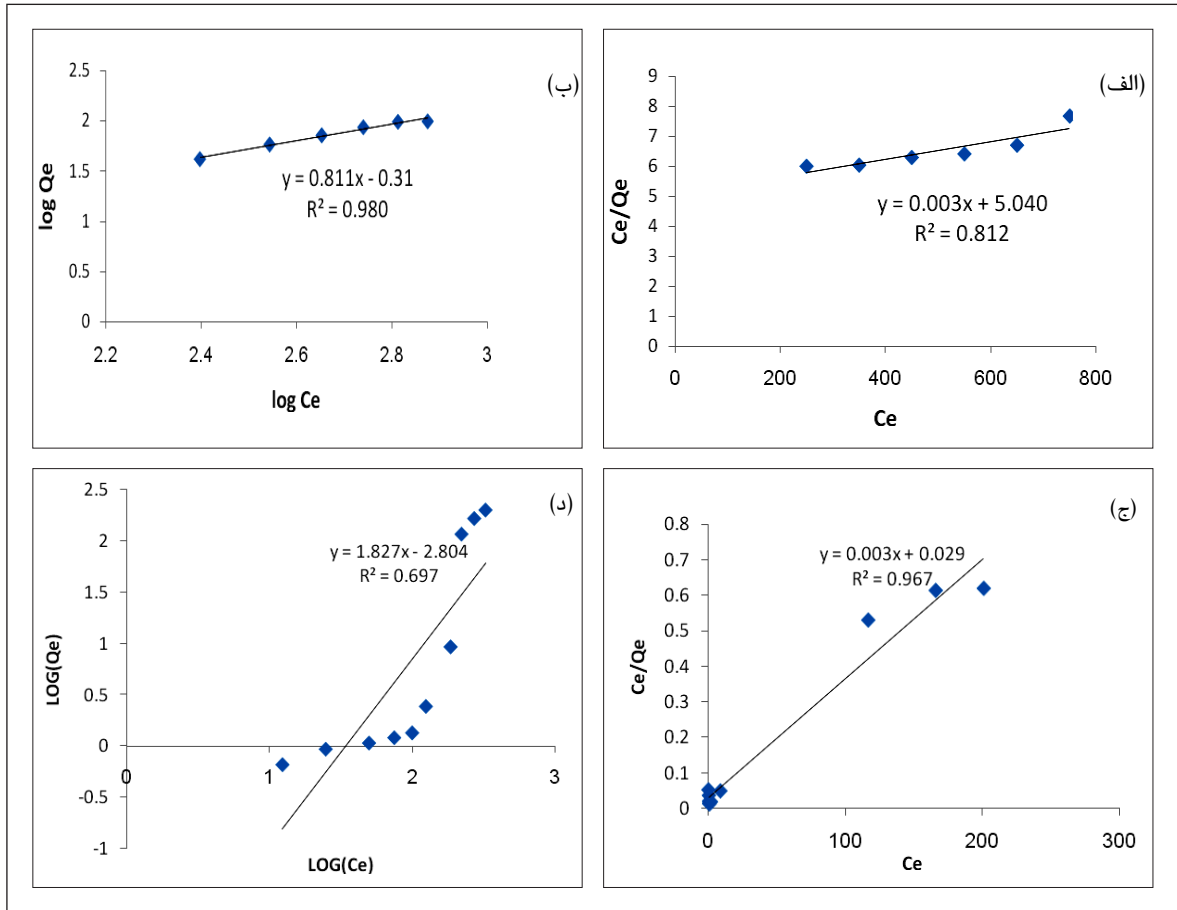 (الف)
Ce/Qe
9
8
7
6
5
4
3
2
1
0
y = 0.003x + 5.040
R² = 0.812
0 200 400 600 800
Ce
(ب)
log Qe
2.5
2
1.5
1
0.5
0
y = 0.811x - 0.31
R² = 0.980
2.2 2.4 2.6 2.8 3
log Ce
(ج)
Ce/Qe
0.8
0.7
0.6
0.5
0.4
0.3
0.2
0.1
0
y = 0.003x + 0.029
R² = 0.967
0 100 200 300
Ce
(د)
LOG(Qe)
2.5
2
1.5
1
0.5
0
-0.5
-1
y = 1.827x - 2.804
R² = 0.697
0 1 2 3
LOG(Ce)